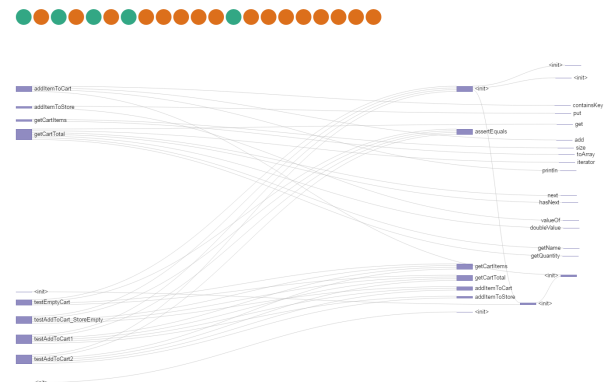 <init>
<init>
addItemToCart
<init>
addItemToStore
containsKey
put
getCartItems
get
getCartTotal
assertEquals
add
size
toArray
iterator
println
next
hasNext
valueOf
doubleValue
getName
getQuantity
getCartItems
<init>
getCartTotal
addItemToCart
<init>
addItemToStore
testEmptyCart
<init>
<init>
testAddToCart_StoreEmpty
testAddToCart1
testAddToCart2